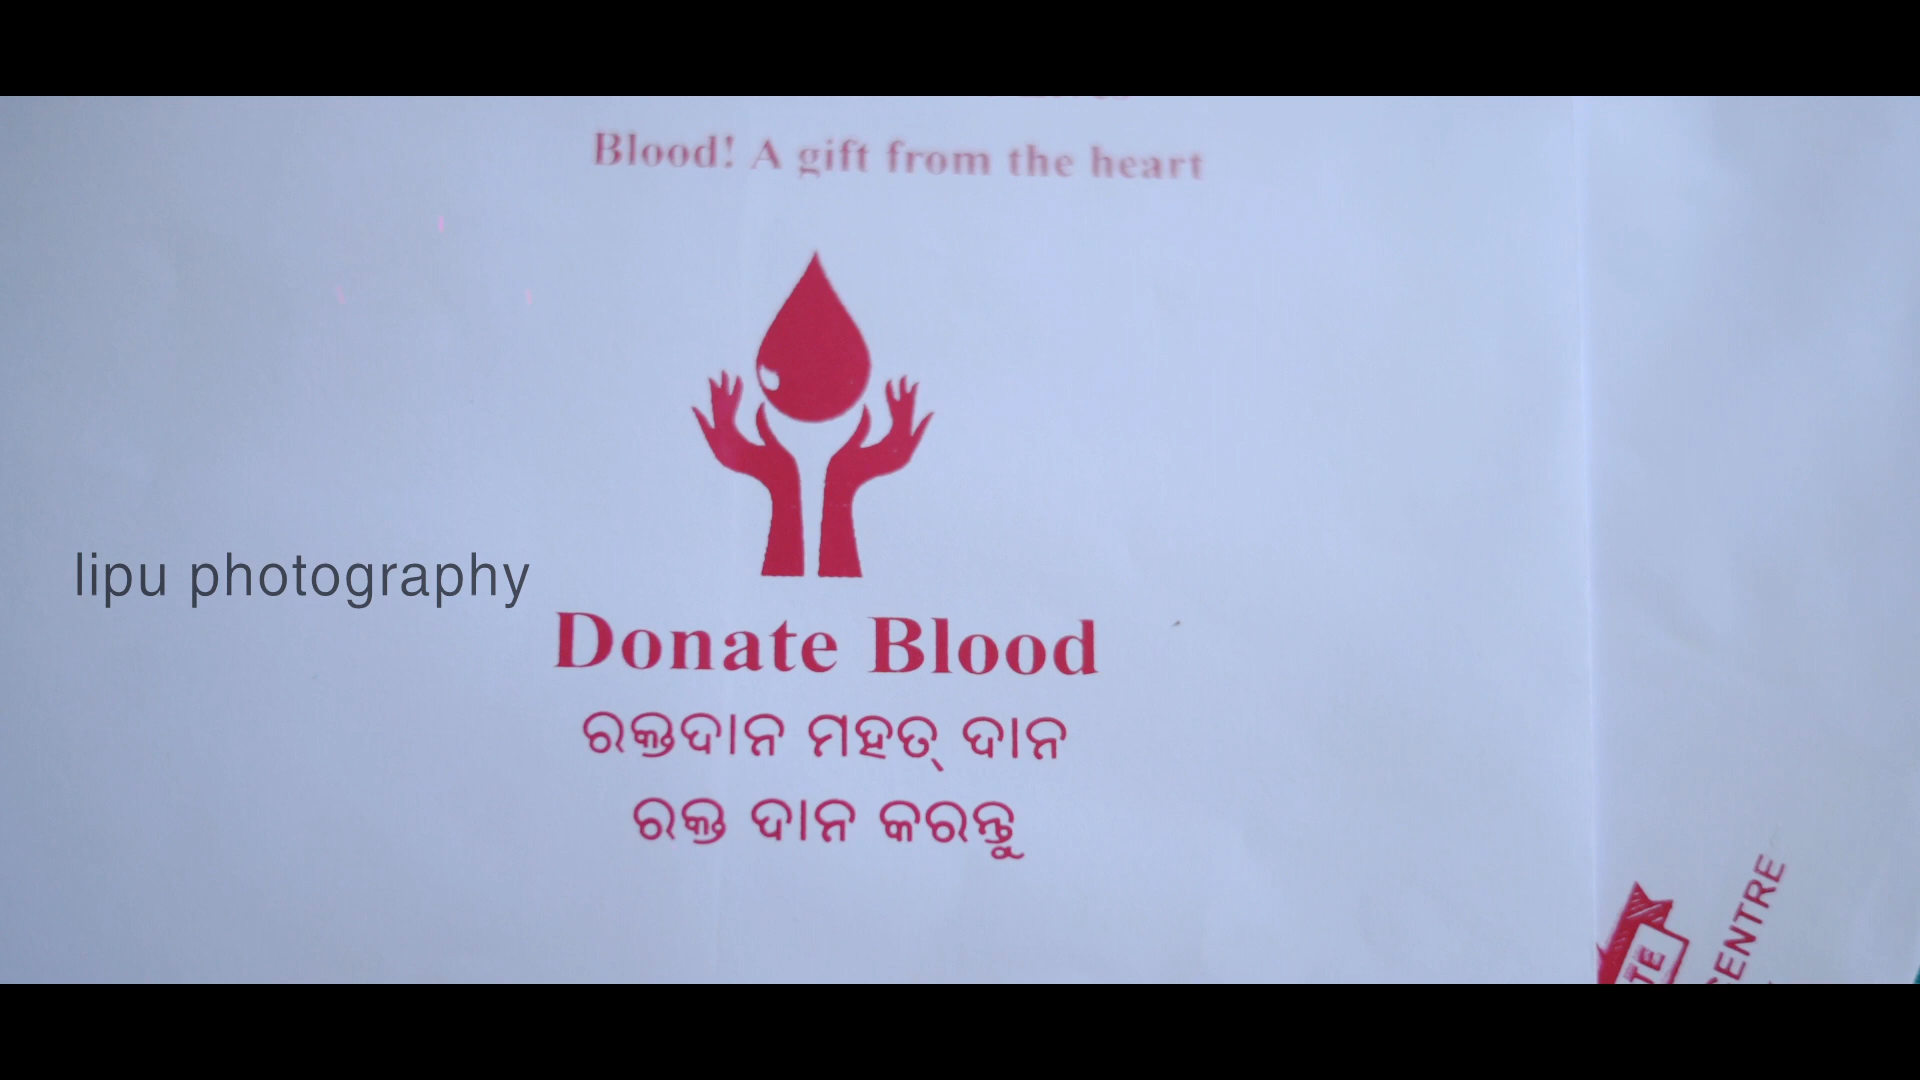 Blood! A gift from the heart
lipu photography
Donate Blood
ରକ୍ତଦାନ ମହତ୍ ଦାନ
ରକ୍ତ ଦାନ କରନ୍ତୁ